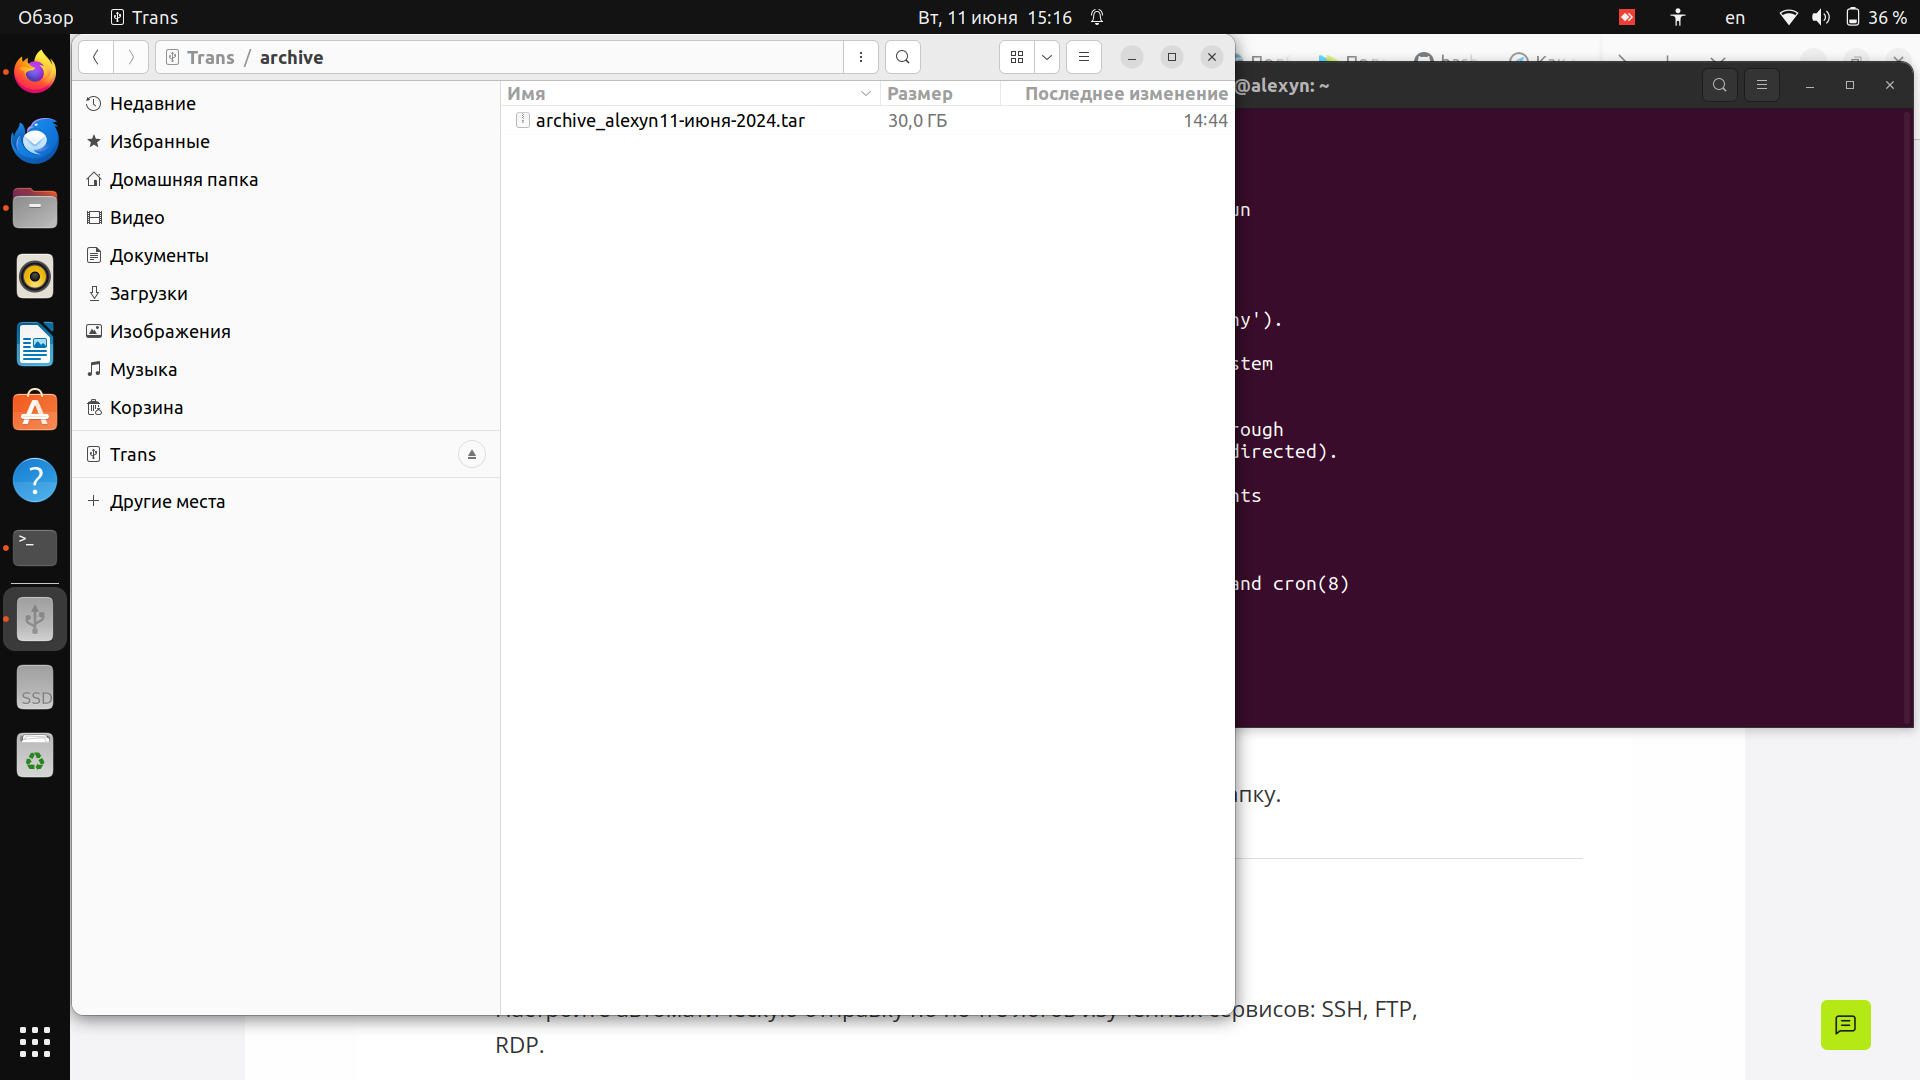 Обзор
Trans
Вт, 11 июня 15:16
en
36 %
Trans / archive
@alexyn: ~
Недавние
Избранные
Домашняя папка
Видео
Документы
Загрузки
Изображения
Музыка
Корзина
Trans
Другие места
Имя
Размер
Последнее изменение
archive_alexyn11-июня-2024.tar
30,0 ГБ
14:44
un
ny').
stem
rough
directed).
nts
and cron(8)
SSD
апку.
сервисов: SSH, FTP,
RDP.